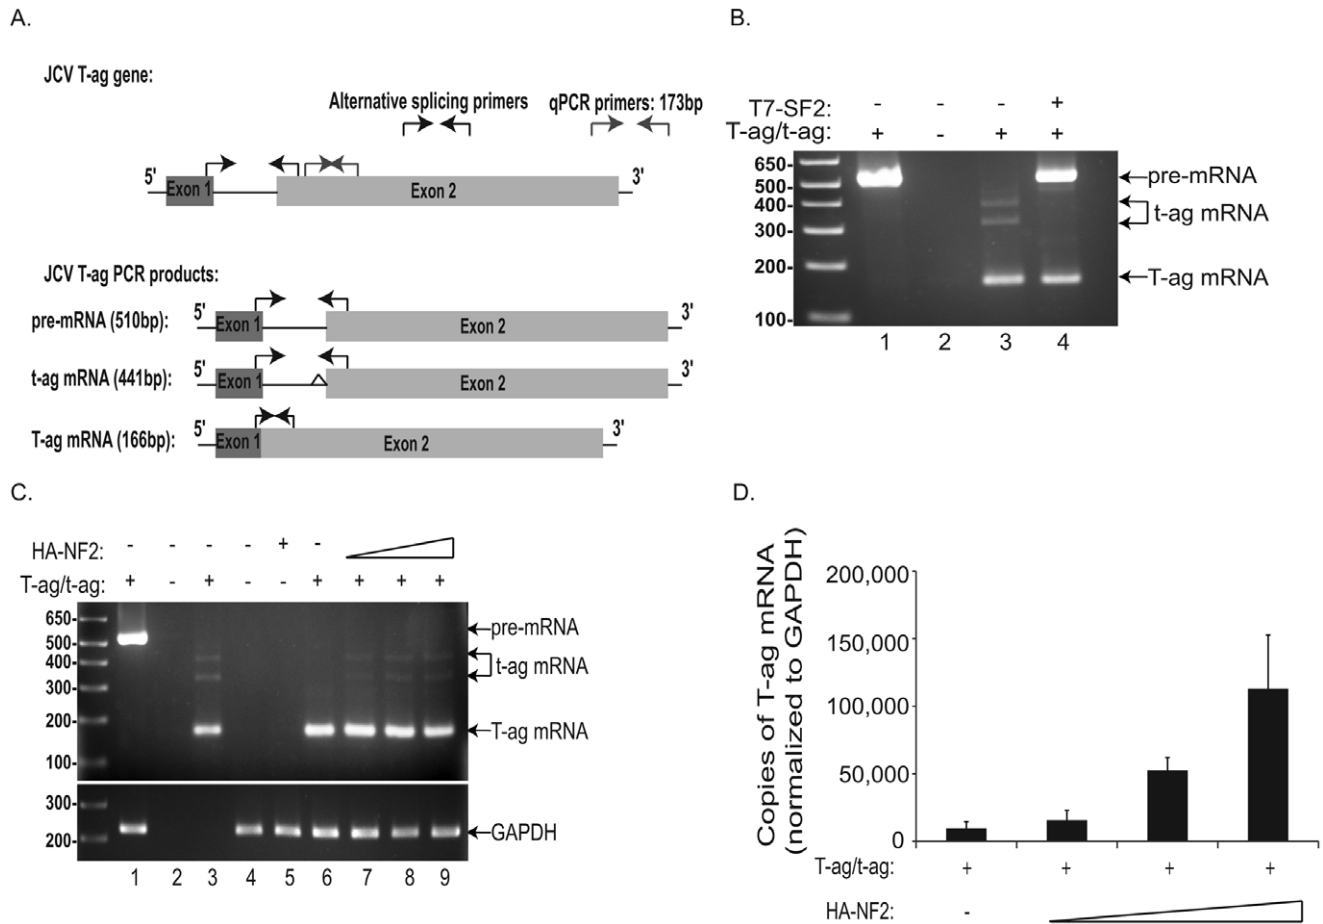 A.
JCV T-ag gene:
Alternative splicing primers
qPCR primers: 173bp
5'
Exon 1
Exon 2
3'
JCV T-ag PCR products:
pre-mRNA (510bp):
5'
Exon 1
Exon 2
3'
t-ag mRNA (441bp):
5'
Exon 1
Exon 2
3'
T-ag mRNA (166bp):
5'
Exon 1
Exon 2
3'
B.
T7-SF2: - - - +
T-ag/t-ag: + - + +
650-
500-
400-
300-
200-
100-
pre-mRNA
t-ag mRNA
T-ag mRNA
1 2 3 4
C.
HA-NF2: - - - - + -
T-ag/t-ag: + - + - - + + + +
650-
500-
400-
300-
200-
100-
pre-mRNA
t-ag mRNA
T-ag mRNA
300-
200-
GAPDH
1 2 3 4 5 6 7 8 9
D.
Copies of T-ag mRNA
(normalized to GAPDH)
200,000
150,000
100,000
50,000
0
T-ag/t-ag: + + + +
HA-NF2: -